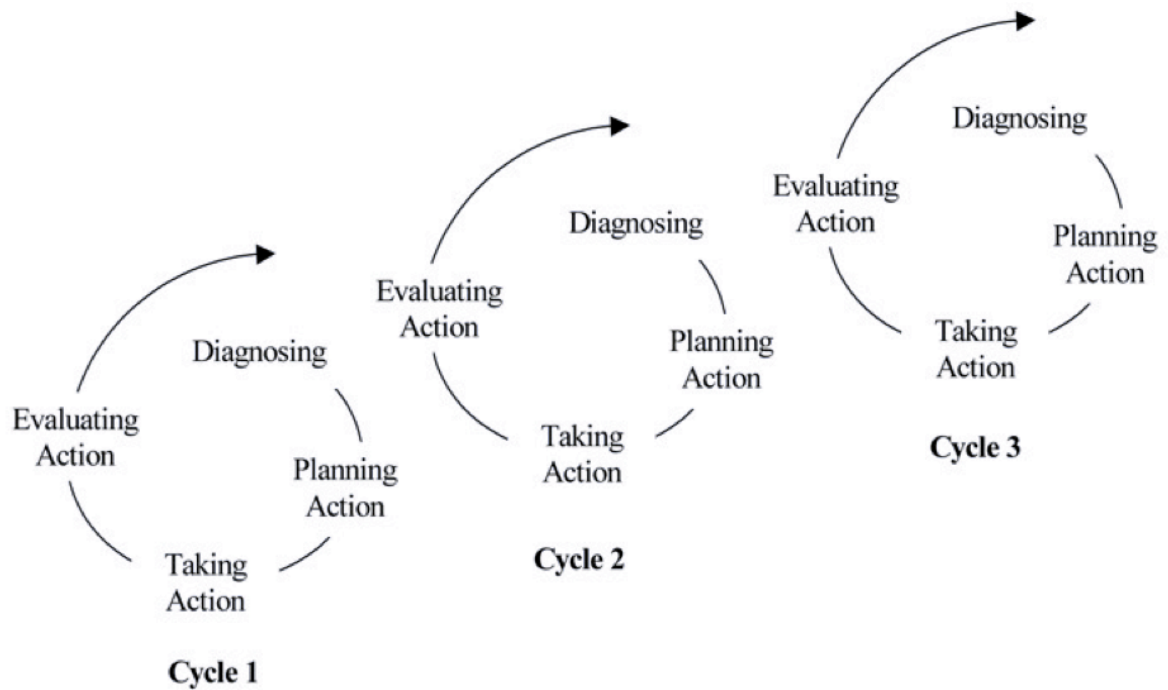 Diagnosing
Planning
Action
Taking
Action
Evaluating
Action
Cycle 1
Diagnosing
Planning
Action
Taking
Action
Evaluating
Action
Cycle 2
Diagnosing
Planning
Action
Taking
Action
Evaluating
Action
Cycle 3